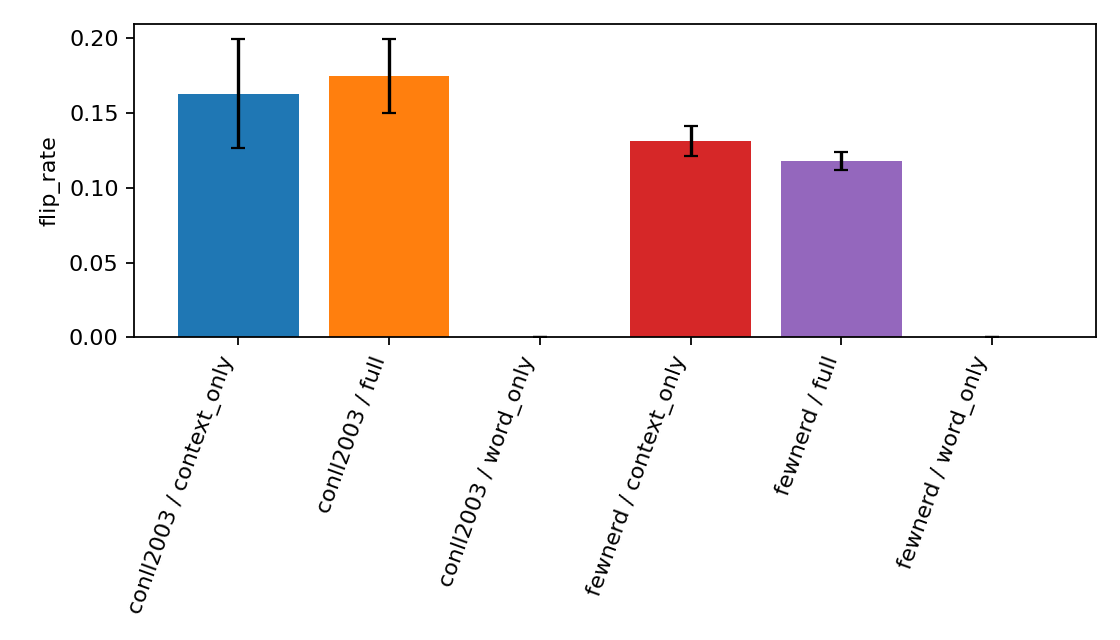 flip_rate
0.20
0.15
0.10
0.05
0.00
conll2003 / context_only
conll2003 / full
conll2003 / word_only
fewnerd / context_only
fewnerd / full
fewnerd / word_only